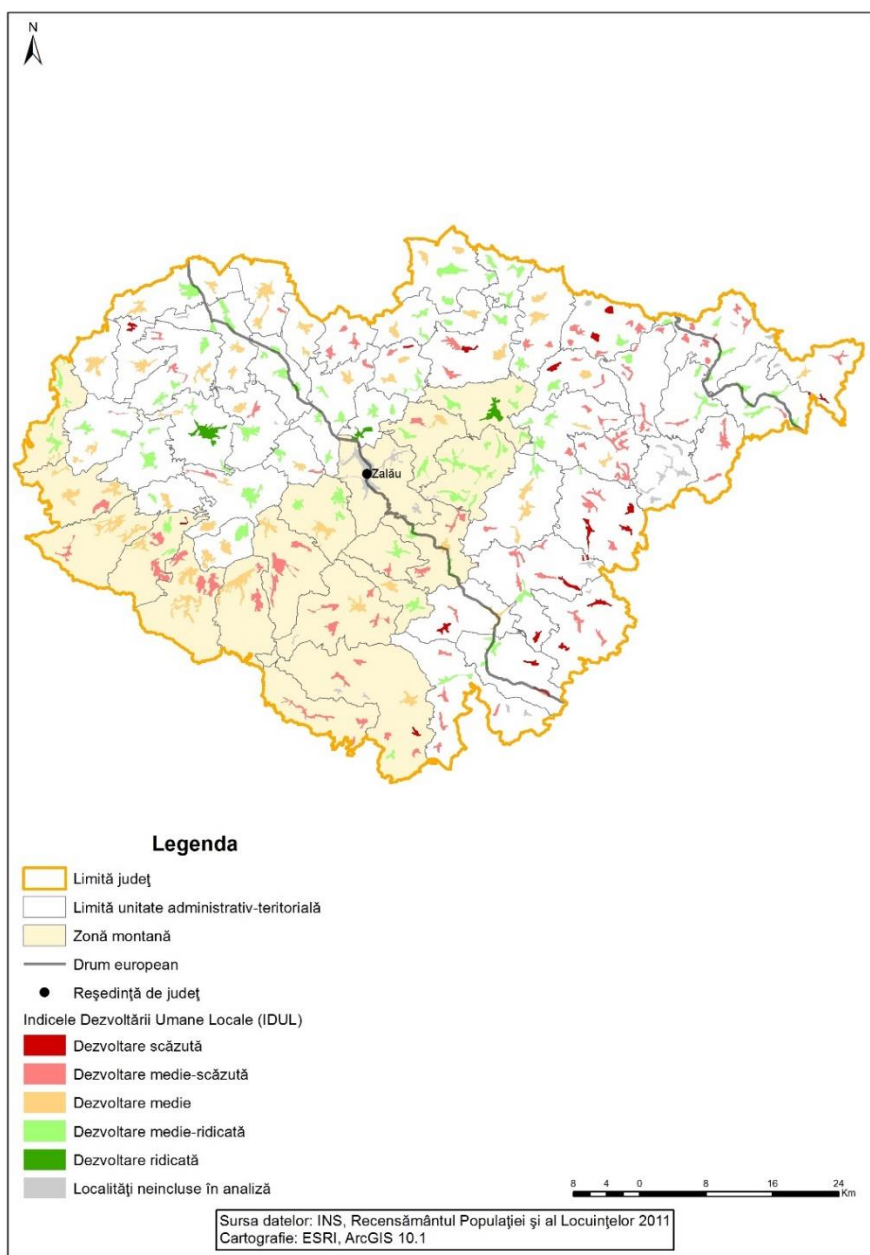 N
Zalău
Legenda
Limită judeţ
Limită unitate administrativ-teritorială
Zonă montană
Drum european
Reşedinţă de judeţ
Indicele Dezvoltării Umane Locale (IDUL)
Dezvoltare scăzută
Dezvoltare medie-scăzută
Dezvoltare medie
Dezvoltare medie-ridicată
Dezvoltare ridicată
Localităţi neincluse în analiză
8 4 0 8 16 24
Km
Sursa datelor: INS, Recensământul Populaţiei şi al Locuinţelor 2011
Cartografie: ESRI, ArcGIS 10.1